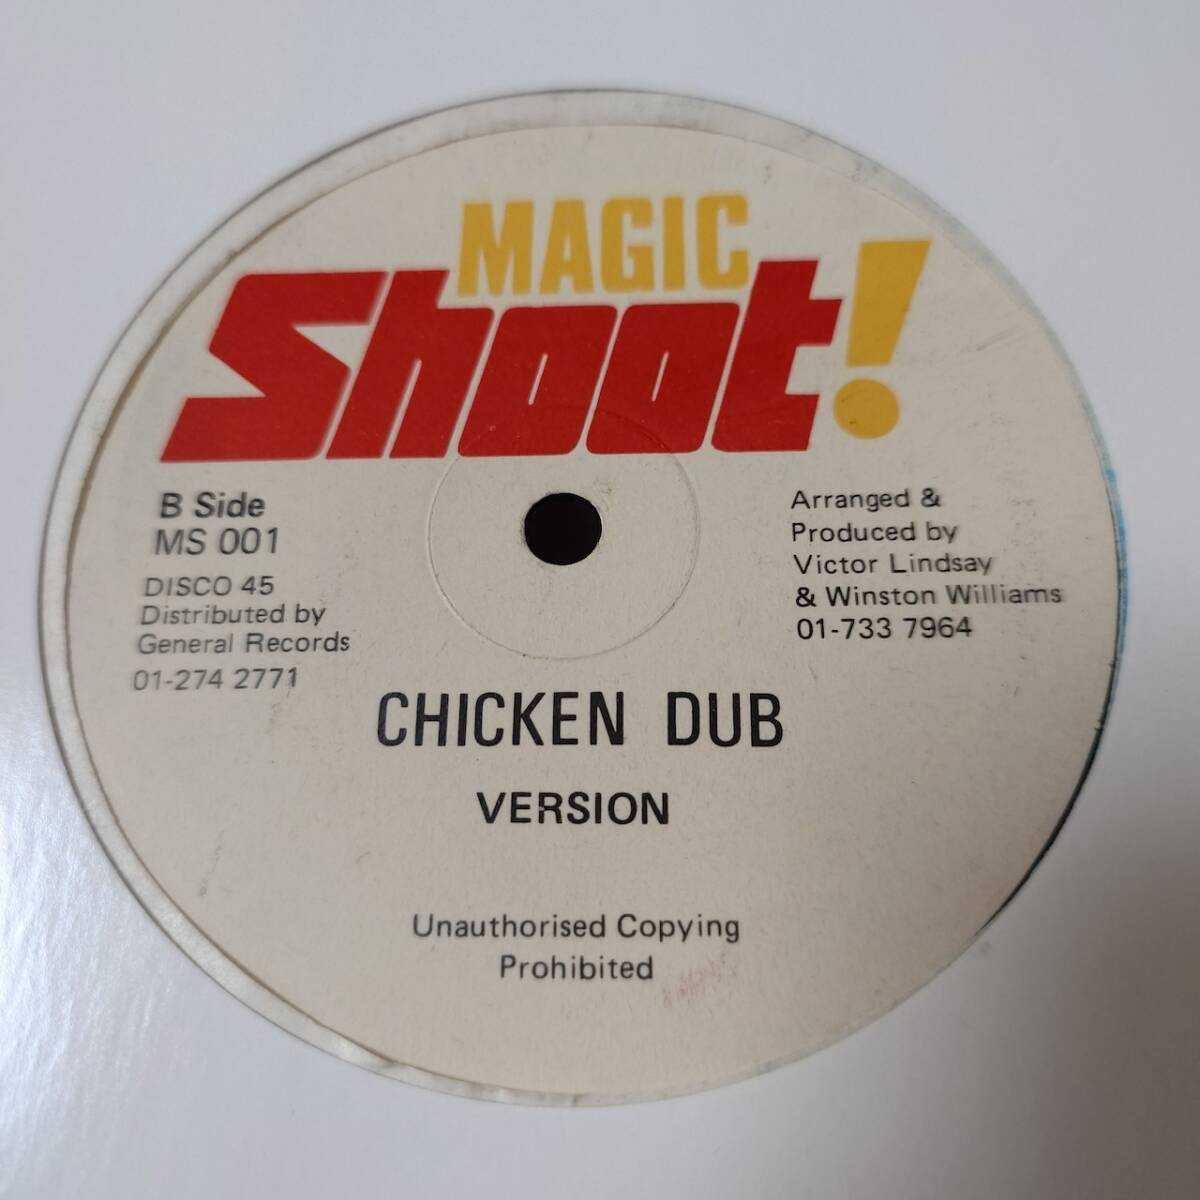 MAGIC
Shoot!
B Side
MS 001
DISCO 45
Distributed by
General Records
01-274 2771
Arranged &
Produced by
Victor Lindsay
& Winston Williams
01-733 7964
CHICKEN DUB
VERSION
Unauthorised Copying
Prohibited